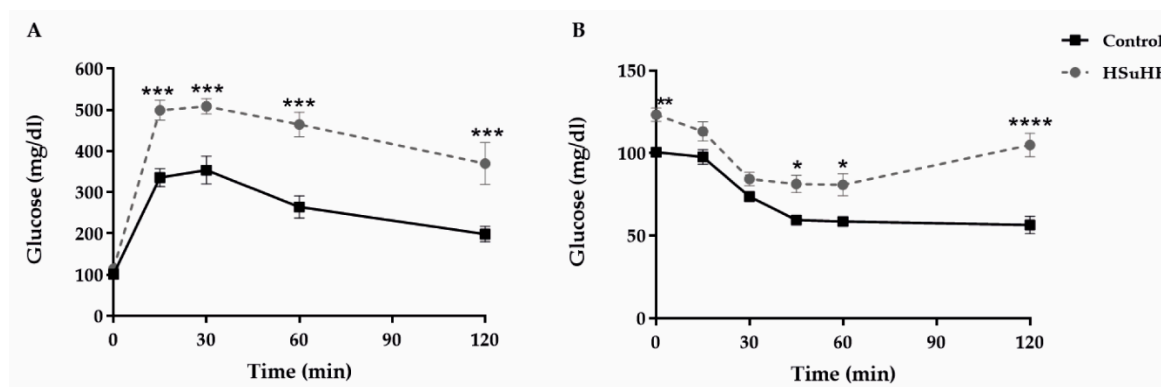 A
B
Control
HSuHF
600
500
400
300
200
100
0
*** *** *** ***
Glucose (mg/dl)
0 30 60 90 120
Time (min)
150
100
50
0
** * * ****
Glucose (mg/dl)
0 30 60 90 120
Time (min)